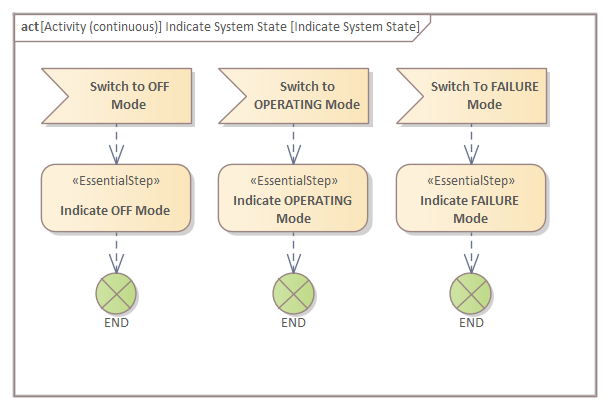 act [Activity (continuous)] Indicate System State [Indicate System State]
Switch to OFF
Mode
Switch to
OPERATING Mode
Switch To FAILURE
Mode
«EssentialStep»
Indicate OFF Mode
«EssentialStep»
Indicate OPERATING
Mode
«EssentialStep»
Indicate FAILURE
Mode
END
END
END